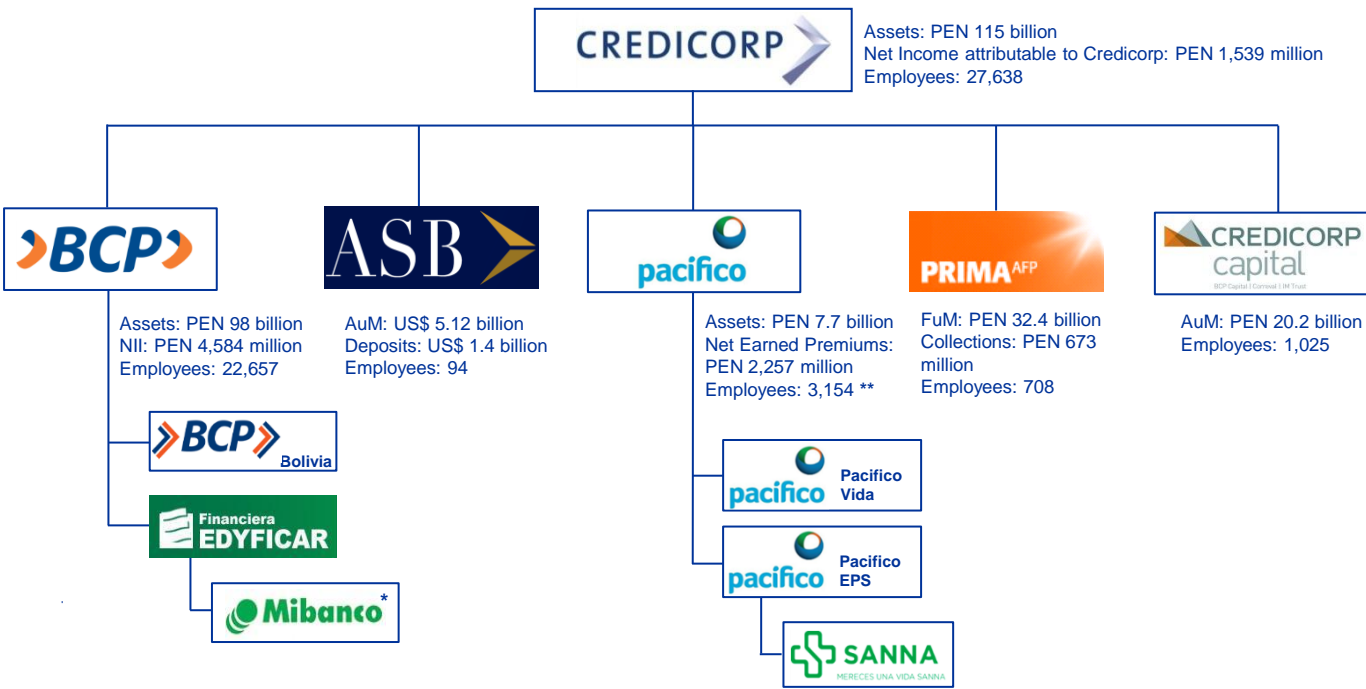 CREDICORP
Assets: PEN 115 billion
Net Income attributable to Credicorp: PEN 1,539 million
Employees: 27,638
BCP
Assets: PEN 98 billion
NII: PEN 4,584 million
Employees: 22,657
BCP
Bolivia
Financiera
EDYFICAR
Mibanco*
ASB
AuM: US$ 5.12 billion
Deposits: US$ 1.4 billion
Employees: 94
pacifico
Assets: PEN 7.7 billion
Net Earned Premiums:
PEN 2,257 million
Employees: 3,154 **
pacifico
Pacifico
Vida
pacifico
Pacifico
EPS
SANNA
MERECES UNA VIDA SANNA
PRIMA AFP
FuM: PEN 32.4 billion
Collections: PEN 673
million
Employees: 708
CREDICORP
capital
BCP Capital | Correval | IM Trust
AuM: PEN 20.2 billion
Employees: 1,025